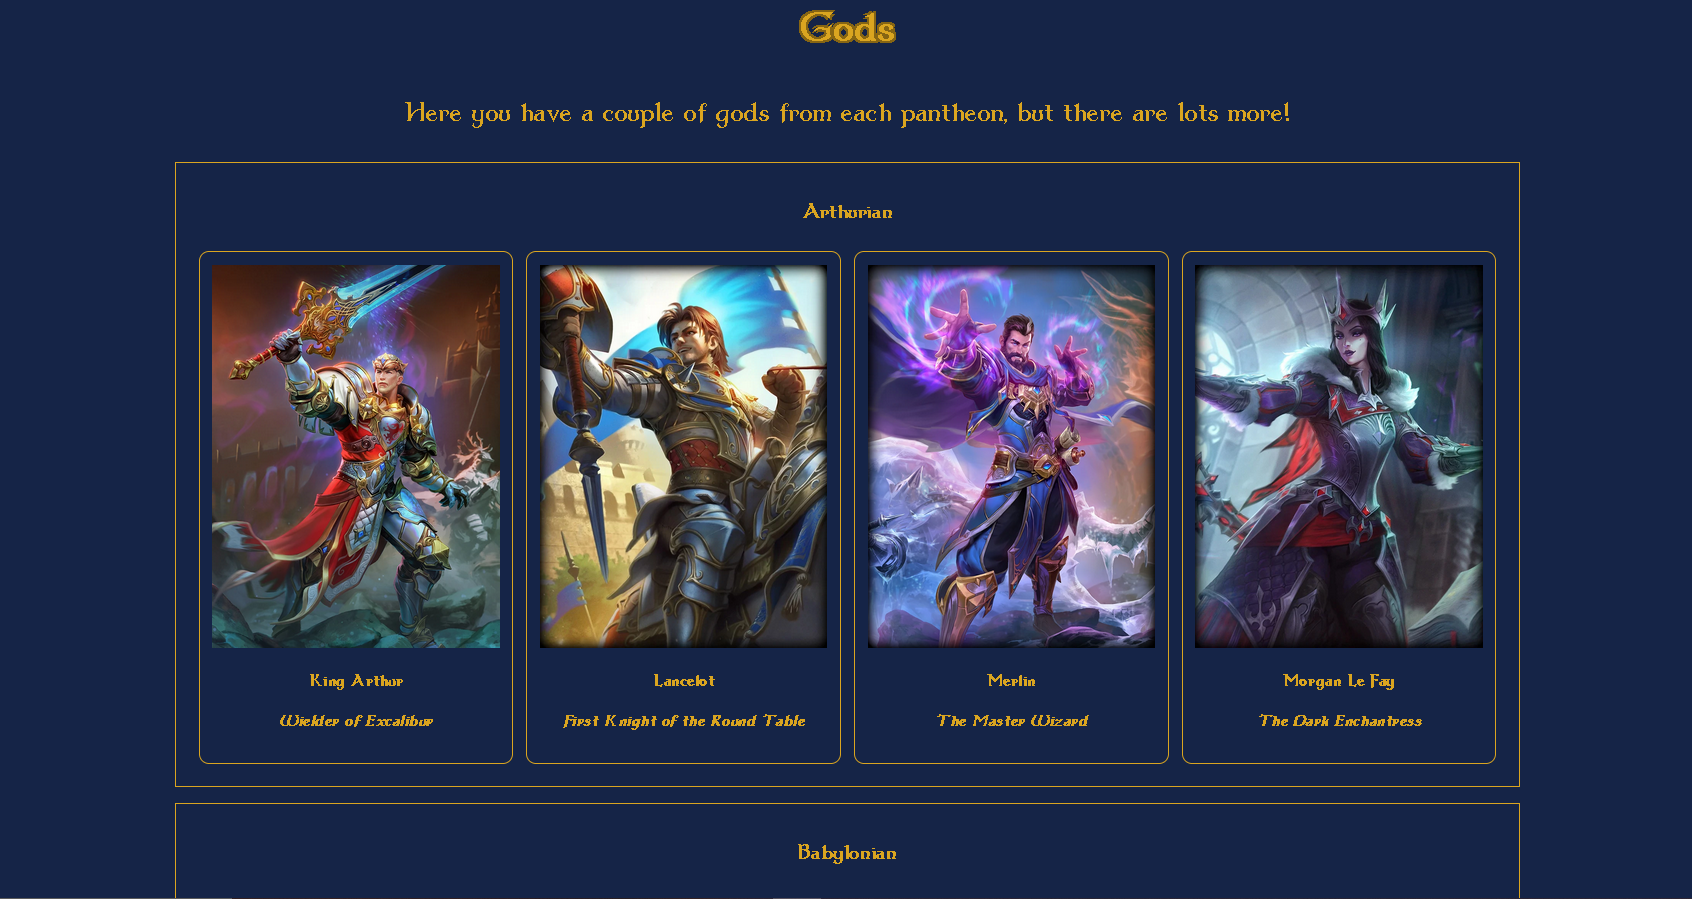 Gods
Here you have a couple of gods from each pantheon, but there are lots more!
Arthurian
King Arthur
Wielder of Excalibur
Lancelot
First Knight of the Round Table
Merlin
The Master Wizard
Morgan Le Fay
The Dark Enchantress
Babylonian